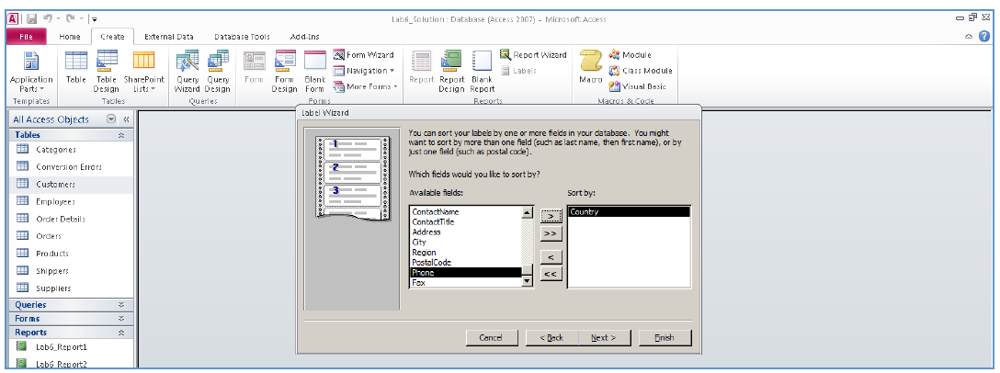 A
Lab6_Solution : Database (Access 2007) - Microsoft Access
File Home Create External Data Database Tools Add-Ins
Application Parts
Table
Table Design
SharePoint Lists
Query Wizard
Query Design
Form
Form Design
Blank Form
Form Wizard
Navigation
More Forms
Report
Report Design
Blank Report
Report Wizard
Labels
Macro
Module
Class Module
Visual Basic
Templates Tables Queries Forms Reports Macros & Code
All Access Objects
Tables
Categories
Conversion Errors
Customers
Employees
Order Details
Orders
Products
Shippers
Suppliers
Queries
Forms
Reports
Lab6_Report1
Lab6_Report2
Label Wizard
1
2
3
You can sort your labels by one or more fields in your database. You might
want to sort by more than one field (such as last name, then first name), or by
just one field (such as postal code).
Which fields would you like to sort by?
Available fields:
ContactName
ContactTitle
Address
City
Region
PostalCode
Phone
Fax
>
>>
<
<<
Sort by:
Country
Cancel < Back Next > Finish